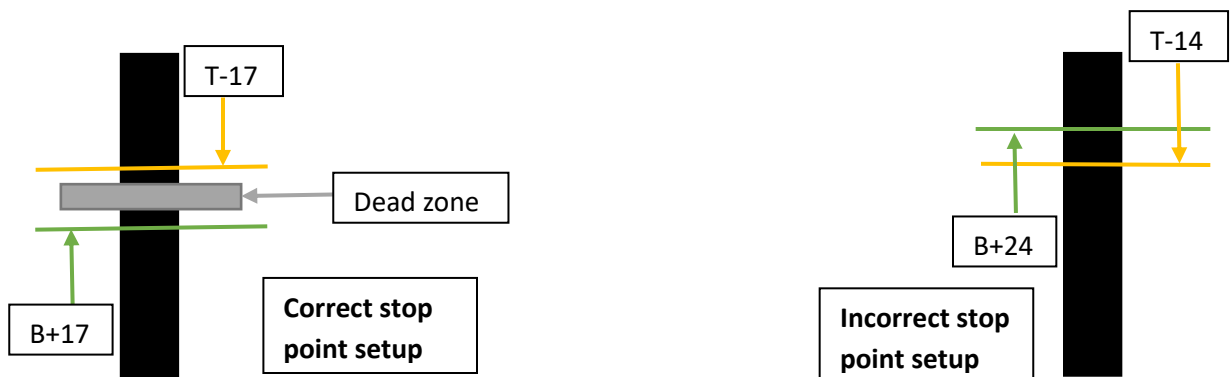 T-17
Dead zone
B+17
Correct stop
point setup
T-14
B+24
Incorrect stop
point setup